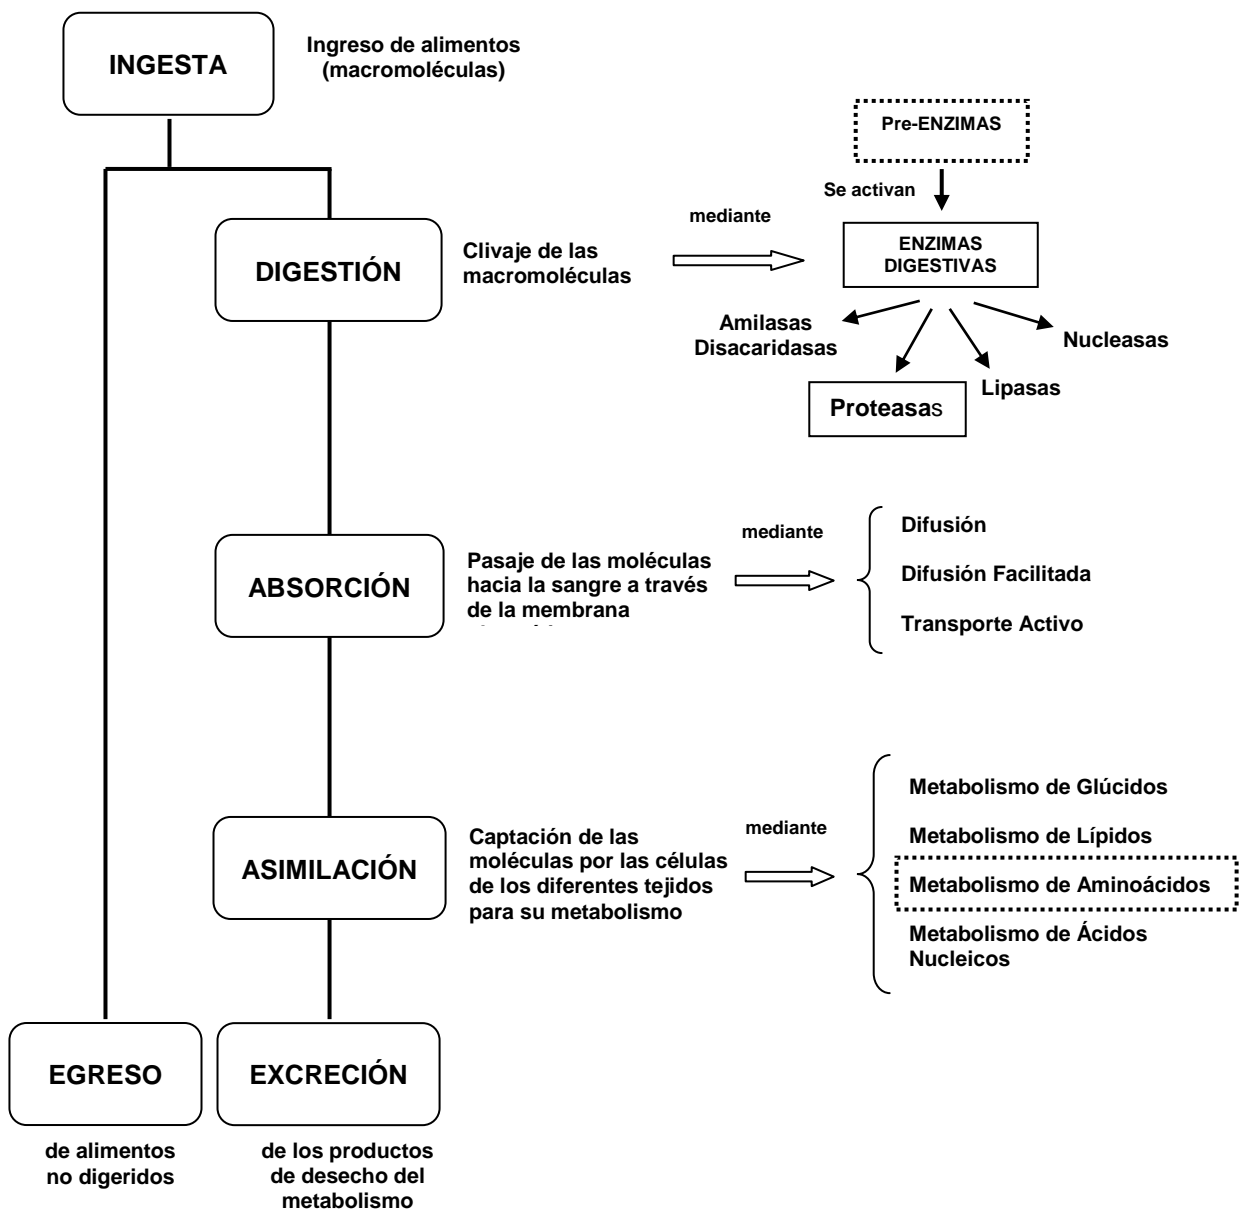 INGESTA
Ingreso de alimentos
(macromoléculas)
Pre-ENZIMAS
Se activan
DIGESTIÓN
Clivaje de las
macromoléculas
mediante
ENZIMAS
DIGESTIVAS
Amilasas
Disacaridasas
Proteasas
Lipasas
Nucleasas
ABSORCIÓN
Pasaje de las moléculas
hacia la sangre a través
de la membrana
mediante
Difusión
Difusión Facilitada
Transporte Activo
ASIMILACIÓN
Captación de las
moléculas por las células
de los diferentes tejidos
para su metabolismo
mediante
Metabolismo de Glúcidos
Metabolismo de Lípidos
Metabolismo de Aminoácidos
Metabolismo de Ácidos
Nucleicos
EGRESO
de alimentos
no digeridos
EXCRECIÓN
de los productos
de desecho del
metabolismo